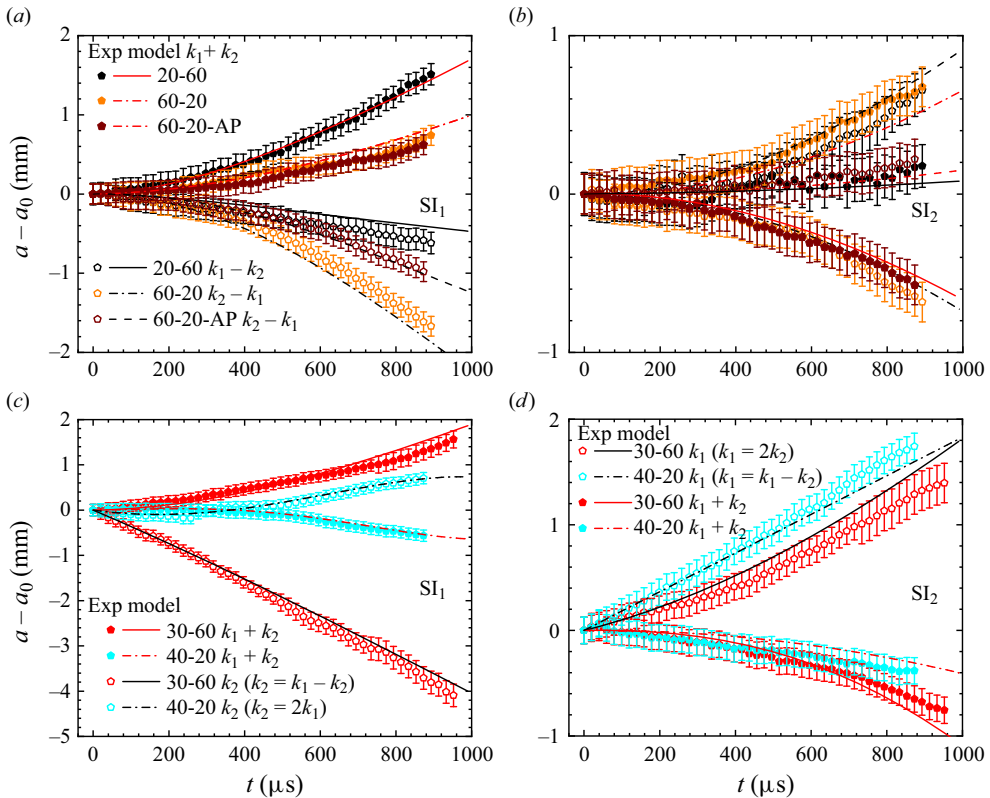 (a)
2
1
0
−1
−2
a − a0 (mm)
Exp model k1 + k2
20-60
60-20
60-20-AP
SI1
20-60 k1 − k2
60-20 k2 − k1
60-20-AP k2 − k1
0 200 400 600 800 1000
(b)
1
0
−1
SI2
0 200 400 600 800 1000
(c)
2
1
0
−1
−2
−3
−4
−5
a − a0 (mm)
SI1
Exp model
30-60 k1 + k2
40-20 k1 + k2
30-60 k2 (k2 = k1 − k2)
40-20 k2 (k2 = 2k1)
0 200 400 600 800 1000
t (μs)
(d)
2
1
0
−1
Exp model
30-60 k1 (k1 = 2k2)
40-20 k1 (k1 = k1 − k2)
30-60 k1 + k2
40-20 k1 + k2
SI2
0 200 400 600 800 1000
t (μs)